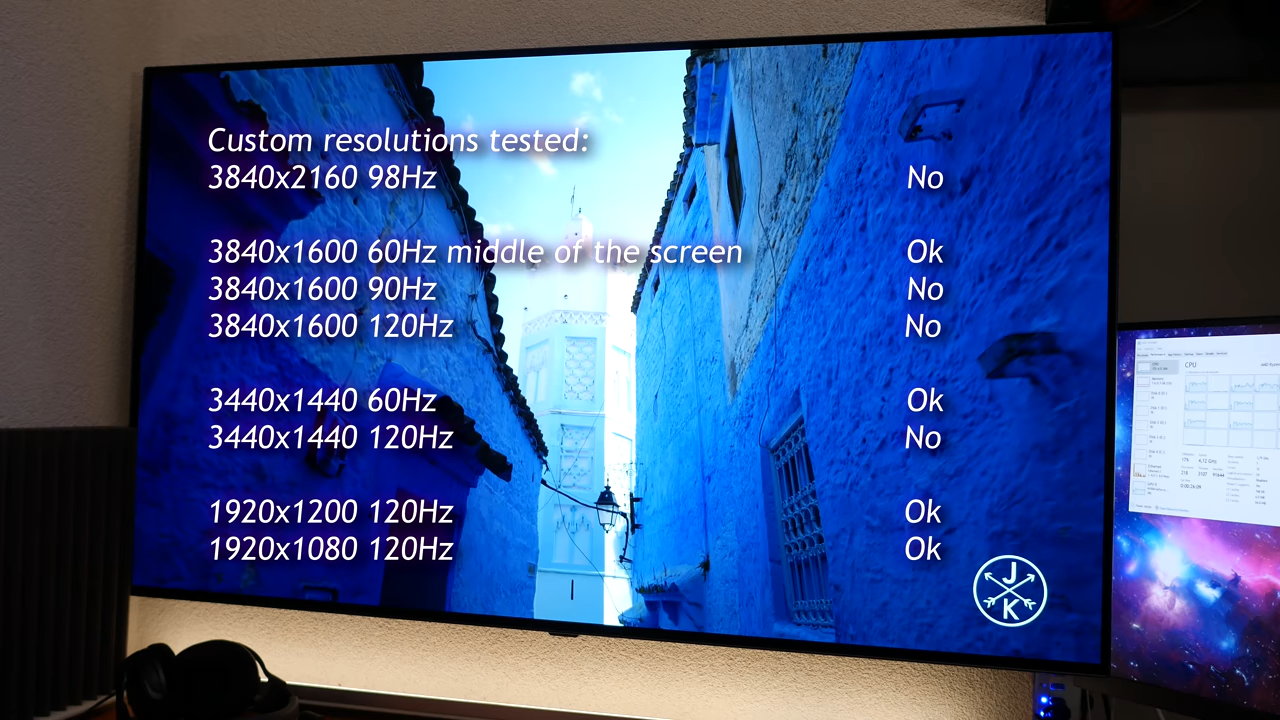 Custom resolutions tested:
3840x2160 98Hz No
3840x1600 60Hz middle of the screen Ok
3840x1600 90Hz No
3840x1600 120Hz No
3440x1440 60Hz Ok
3440x1440 120Hz No
1920x1200 120Hz Ok
1920x1080 120Hz Ok
J
K
CPU